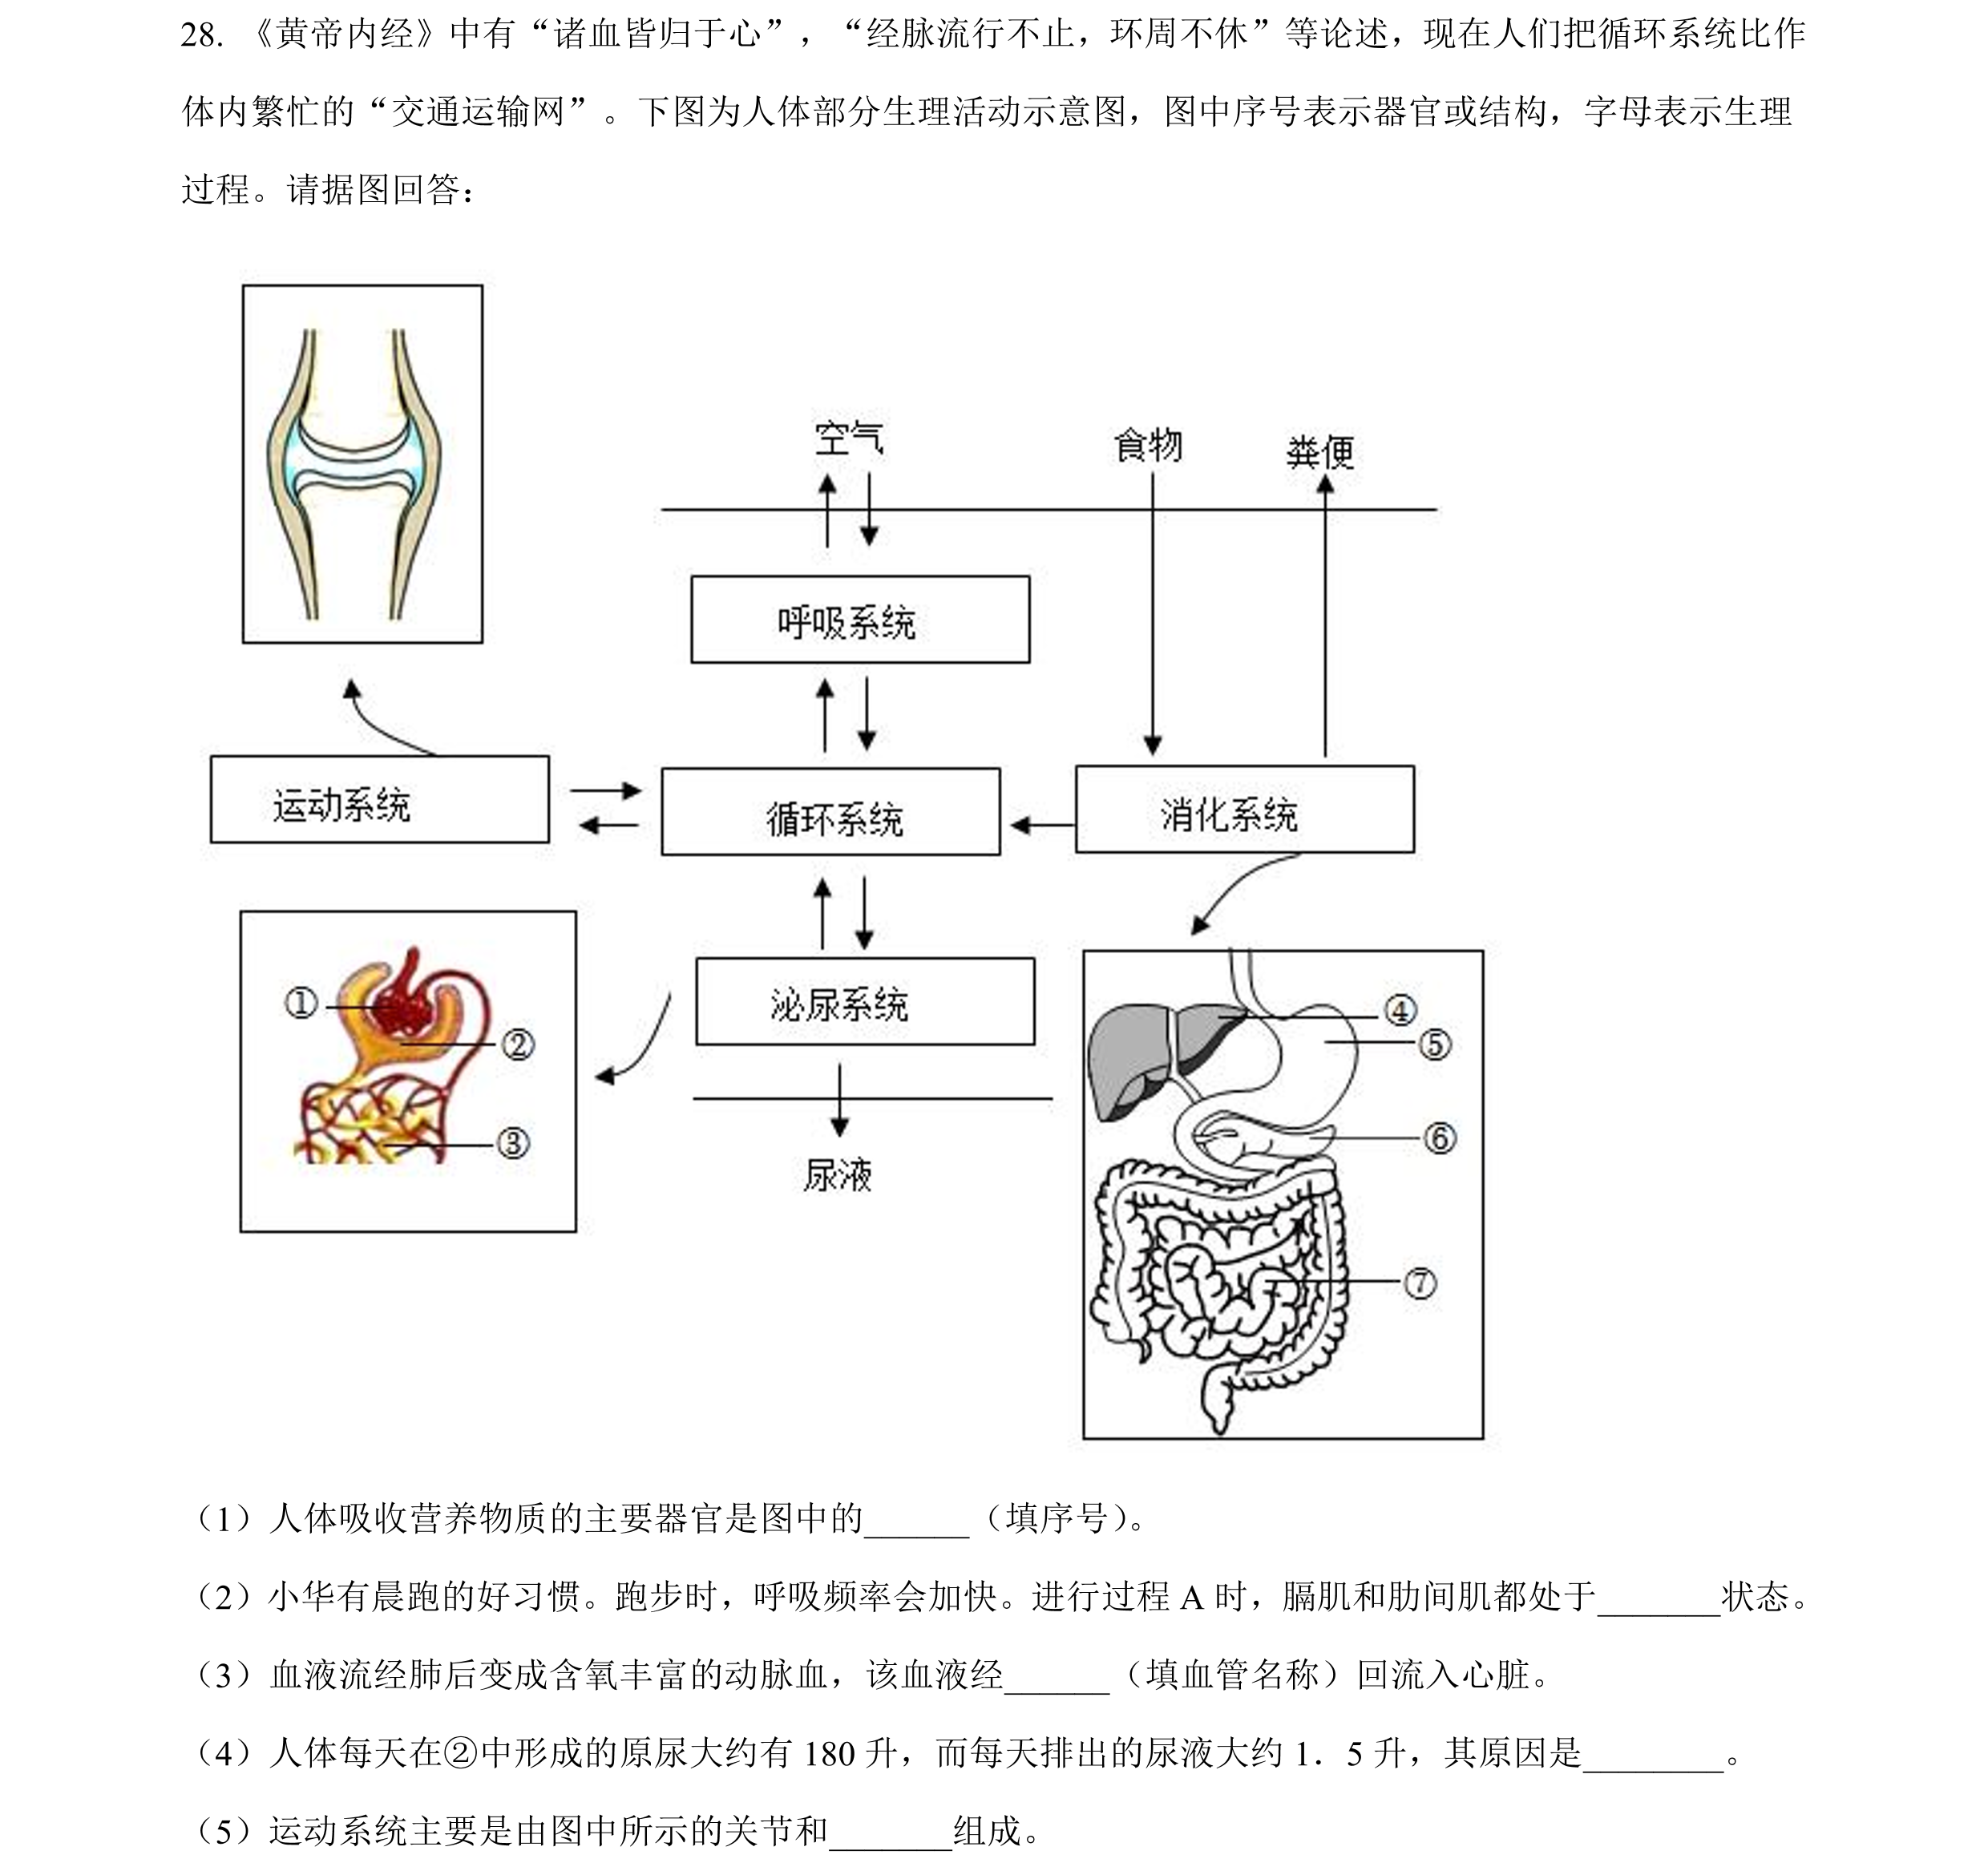 28. 《黄帝内经》中有“诸血皆归于心”，“经脉流行不止，环周不休”等论述，现在人们把循环系统比作
体内繁忙的“交通运输网”。下图为人体部分生理活动示意图，图中序号表示器官或结构，字母表示生理
过程。请据图回答：
空气
食物
粪便
呼吸系统
运动系统
循环系统
消化系统
泌尿系统
尿液
①
②
③
④
⑤
⑥
⑦
（1）人体吸收营养物质的主要器官是图中的______（填序号）。
（2）小华有晨跑的好习惯。跑步时，呼吸频率会加快。进行过程 A 时，膈肌和肋间肌都处于_______状态。
（3）血液流经肺后变成含氧丰富的动脉血，该血液经______（填血管名称）回流入心脏。
（4）人体每天在②中形成的原尿大约有 180 升，而每天排出的尿液大约 1．5 升，其原因是________。
（5）运动系统主要是由图中所示的关节和_______组成。